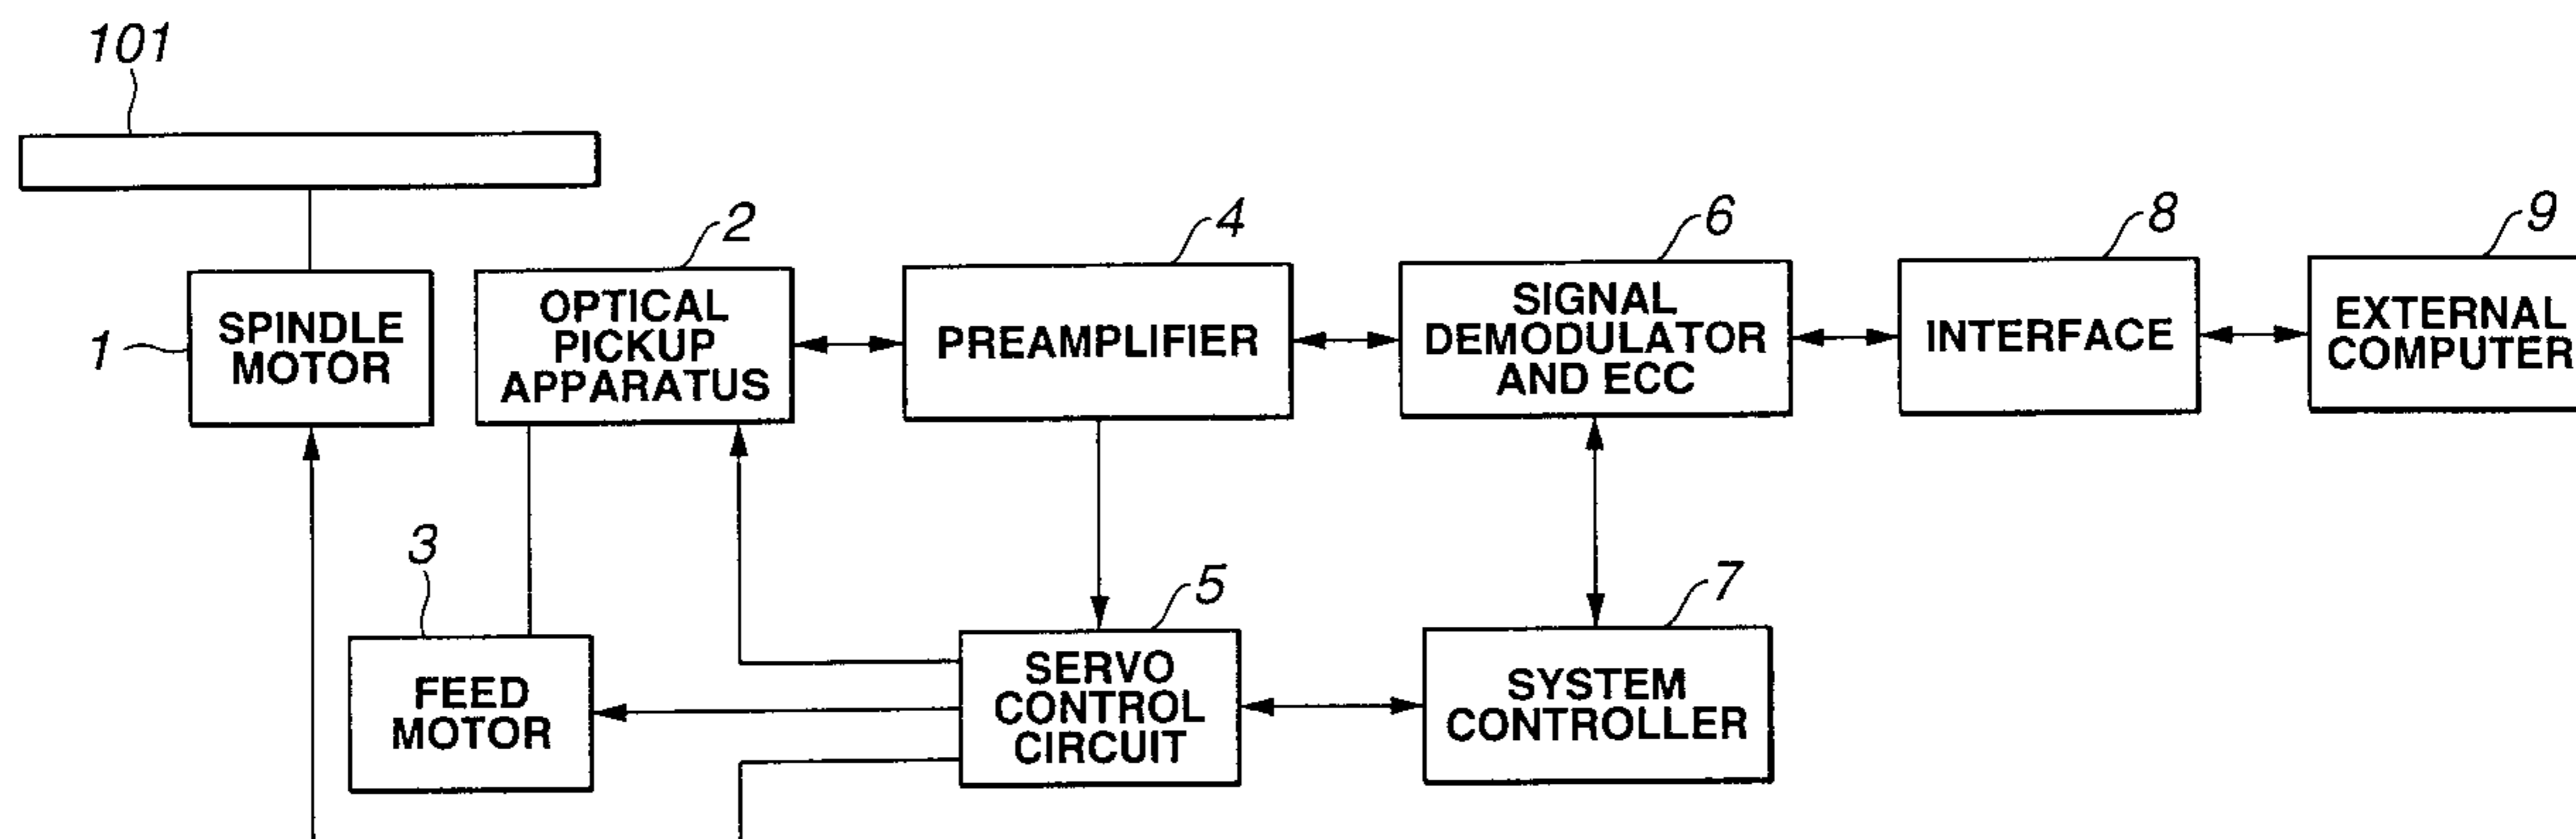 101
2
4
6
8
9
1
SPINDLE
MOTOR
OPTICAL
PICKUP
APPARATUS
PREAMPLIFIER
SIGNAL
DEMODULATOR
AND ECC
INTERFACE
EXTERNAL
COMPUTER
3
5
7
FEED
MOTOR
SERVO
CONTROL
CIRCUIT
SYSTEM
CONTROLLER